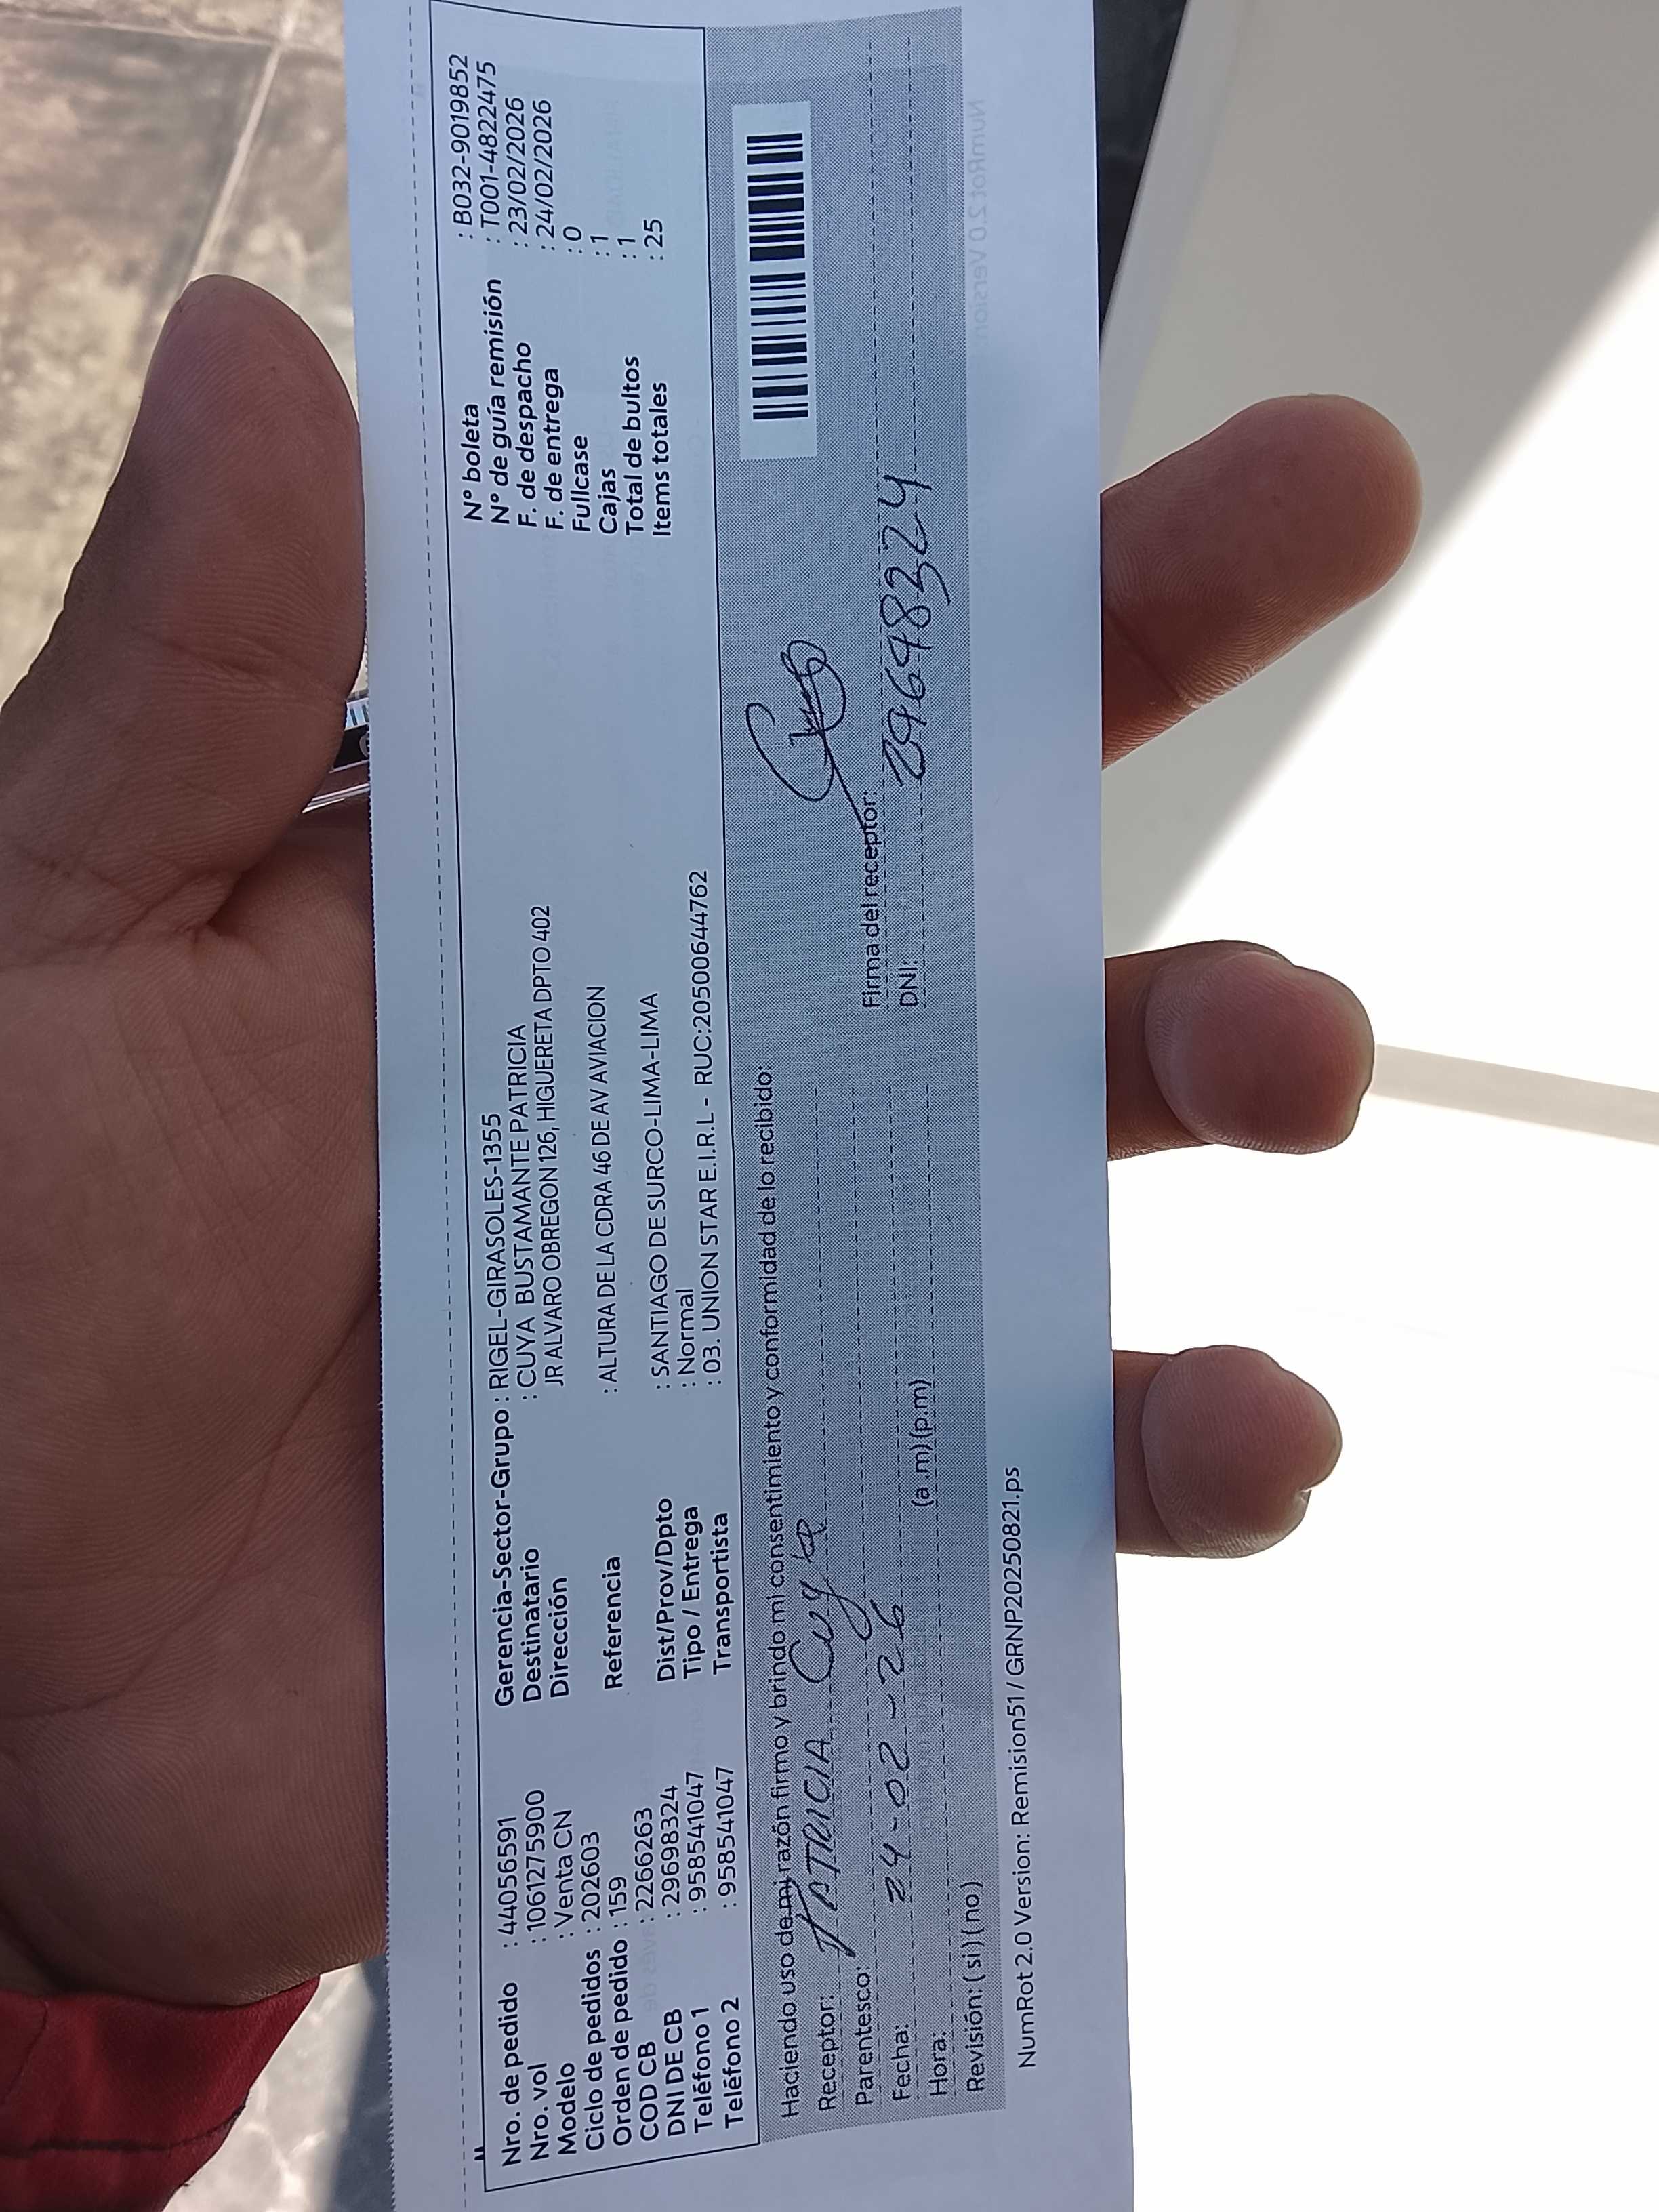 Nro. de pedido : 44056591
Nro. vol : 1061275900
Modelo : Venta CN
Ciclo de pedidos : 202603
Orden de pedido : 159
COD CB : 2266263
DNI DE CB : 29698324
Teléfono 1 : 958541047
Teléfono 2 : 958541047
Gerencia-Sector-Grupo : RIGEL-GIRASOLES-1355
Destinatario : CUYA BUSTAMANTE PATRICIA
Dirección JR ALVARO OBREGON 126, HIGUERETA DPTO 402
Referencia : ALTURA DE LA CDRA 46 DE AV AVIACION
Dist/Prov/Dpto : SANTIAGO DE SURCO-LIMA-LIMA
Tipo / Entrega : Normal
Transportista : 03. UNION STAR E.I.R.L - RUC:20500644762
N° boleta : B032-9019852
N° de guía remisión : T001-4822475
F. de despacho : 23/02/2026
F. de entrega : 24/02/2026
Fullcase : 0
Cajas : 1
Total de bultos : 1
Items totales : 25
Haciendo uso de mi razón firmo y brindo mi consentimiento y conformidad de lo recibido:
Receptor: PATRICIA Cuya
Parentesco:
Fecha: 24-02-26
Hora: (a .m) (p.m)
Revisión: ( si ) ( no )
Firma del receptor:
DNI: 29698324
NumRot 2.0 Version: Remision51 / GRNP20250821.ps